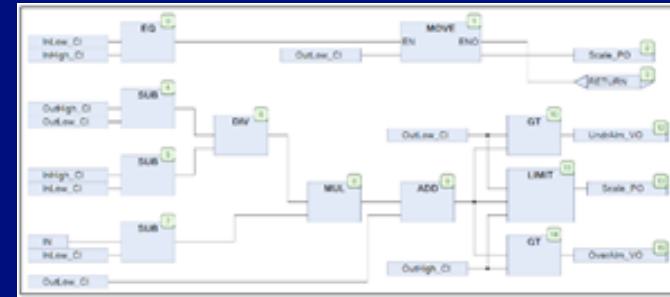 EQ
MOVE
InLow_CI
InHigh_CI
EN
ENO
OutLow_CI
Scale_PO
RETURN
SUB
OutHigh_CI
OutLow_CI
DIV
GT
OutLow_CI
UndrAlm_VO
SUB
InHigh_CI
InLow_CI
MUL
ADD
LIMIT
Scale_PO
SUB
IN
InLow_CI
GT
OutHigh_CI
OverAlm_VO
OutLow_CI